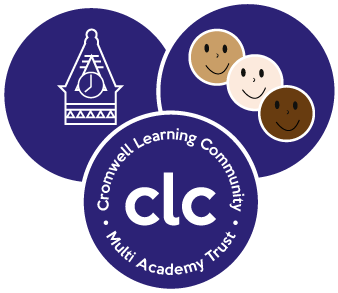 Cromwell Learning Community
clc
• Multi Academy Trust •